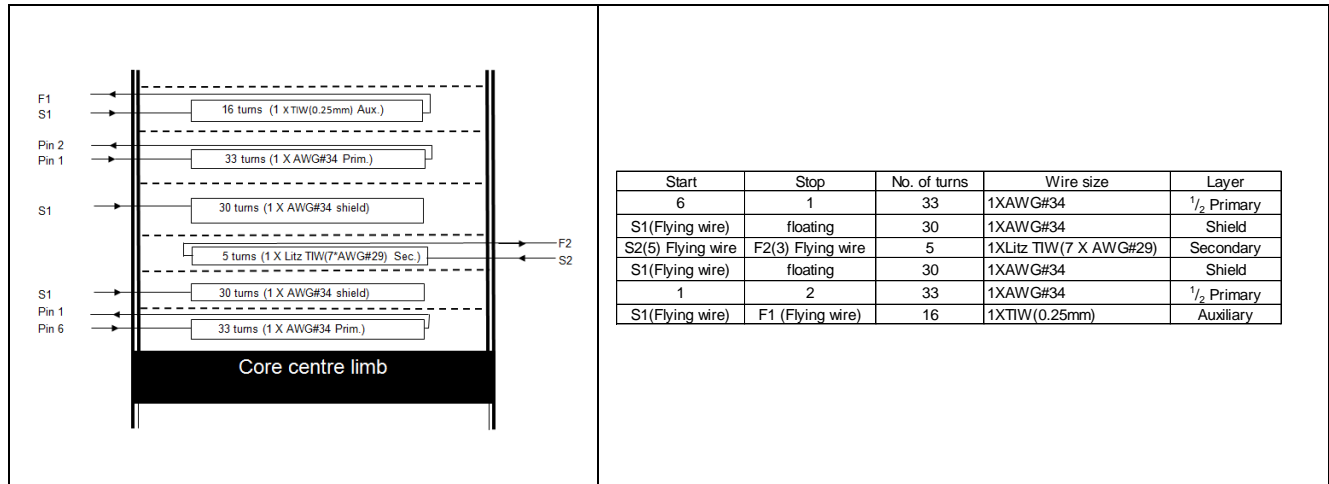 F1
S1
16 turns (1 X TIW(0.25mm) Aux.)
Pin 2
Pin 1
33 turns (1 X AWG#34 Prim.)
S1
30 turns (1 X AWG#34 shield)
F2
5 turns (1 X Litz TIW(7*AWG#29) Sec.)
S2
S1
30 turns (1 X AWG#34 shield)
Pin 1
Pin 6
33 turns (1 X AWG#34 Prim.)
Core centre limb
Start Stop No. of turns Wire size Layer
6 1 33 1XAWG#34 1/2 Primary
S1(Flying wire) floating 30 1XAWG#34 Shield
S2(5) Flying wire F2(3) Flying wire 5 1XLitz TIW(7 X AWG#29) Secondary
S1(Flying wire) floating 30 1XAWG#34 Shield
1 2 33 1XAWG#34 1/2 Primary
S1(Flying wire) F1 (Flying wire) 16 1XTIW(0.25mm) Auxiliary